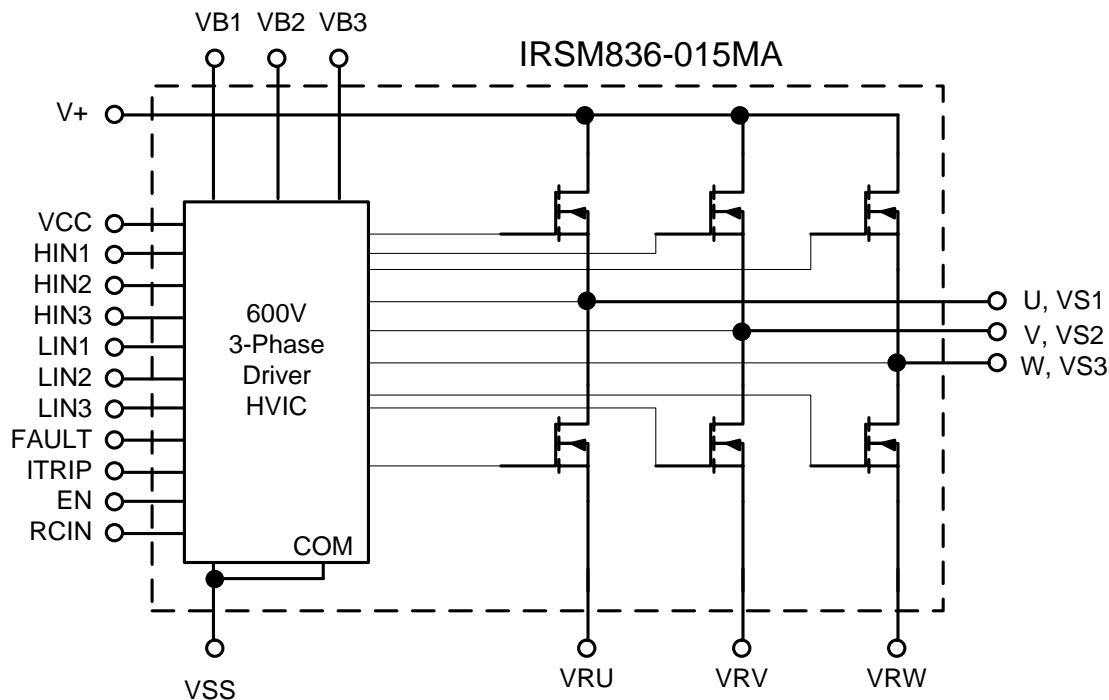 VB1 VB2 VB3
IRSM836-015MA
V+
VCC
HIN1
HIN2
HIN3
LIN1
LIN2
LIN3
FAULT
ITRIP
EN
RCIN
600V
3-Phase
Driver
HVIC
COM
U, VS1
V, VS2
W, VS3
VSS
VRU VRV VRW